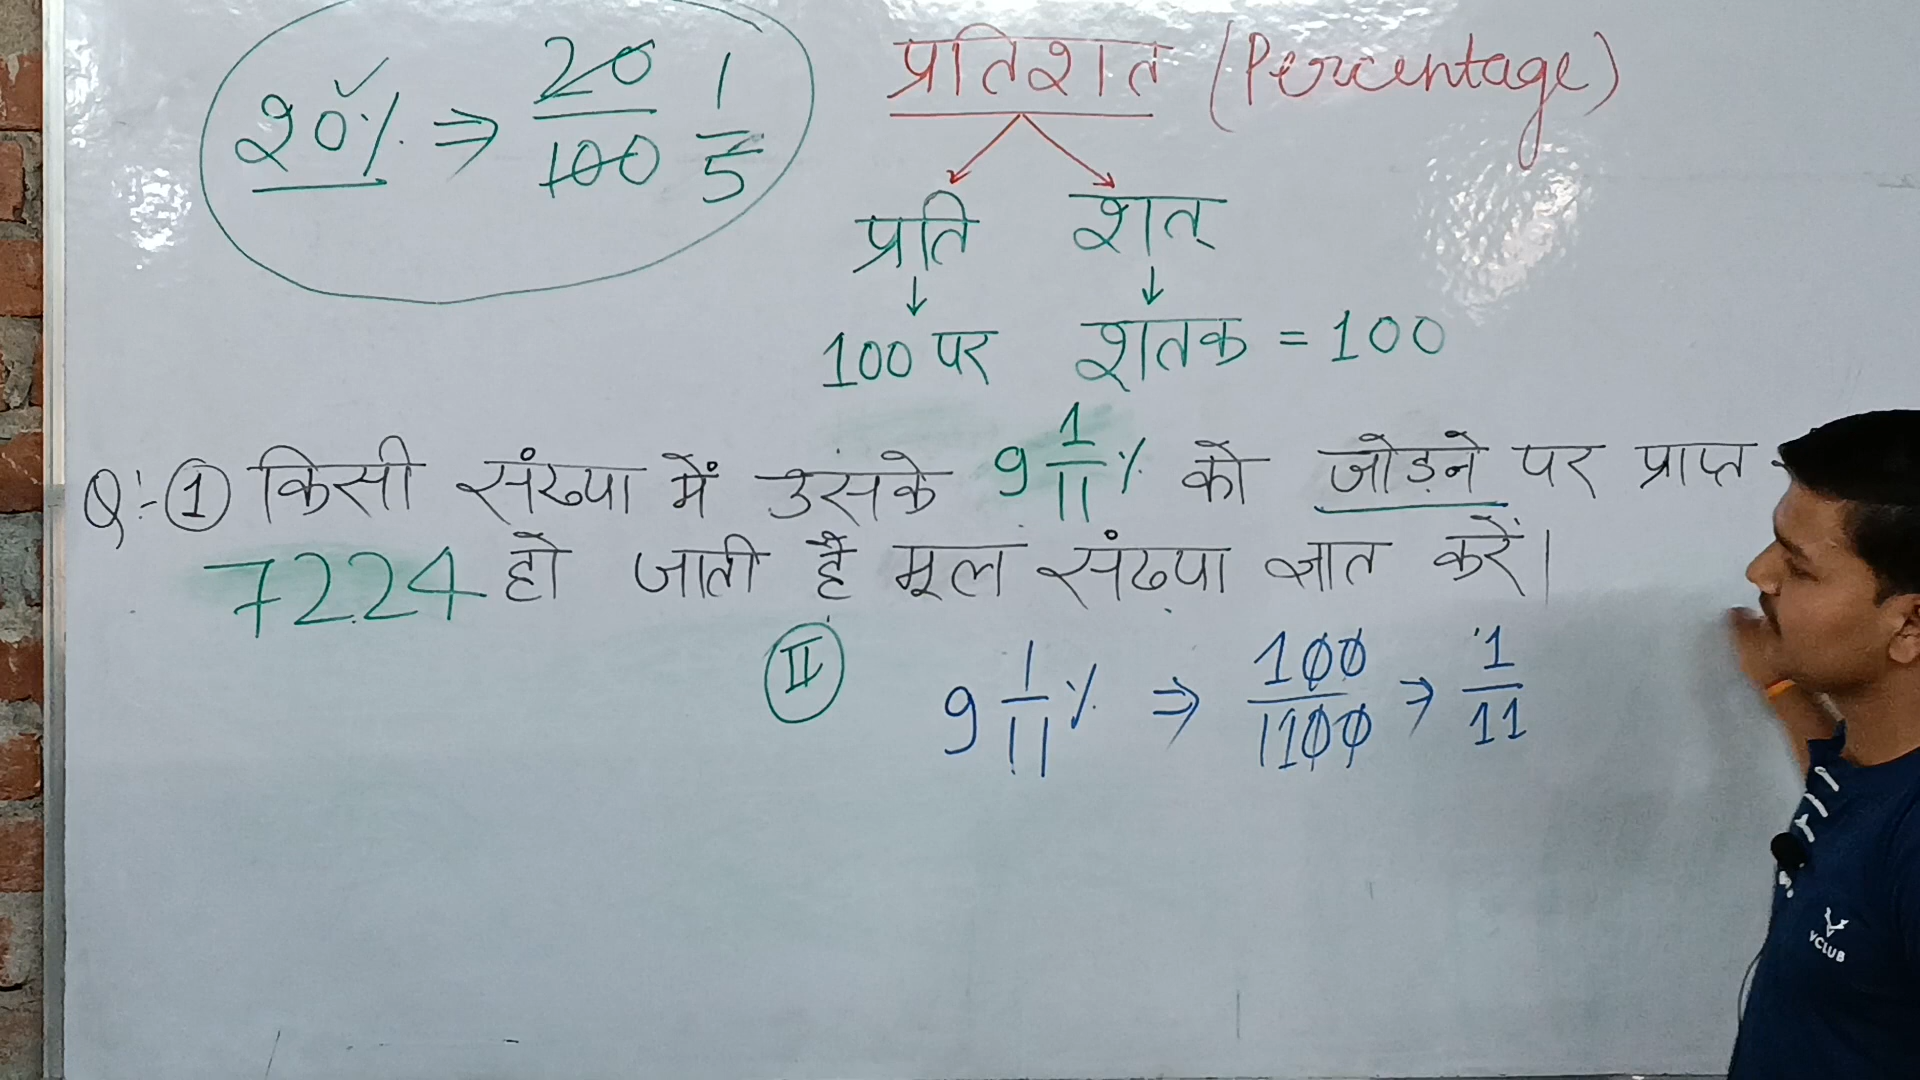 20% ⇒ 20/100 1/5
प्रतिशत (Percentage)
प्रति शत्
100 पर शतक = 100
Q:-① किसी संख्या में उसके 9 1/11% को जोड़ने पर प्राप्त
7224 हो जाती है मूल संख्या ज्ञात करें।
II 9 1/11% ⇒ 100/1100 → 1/11
VCLUB